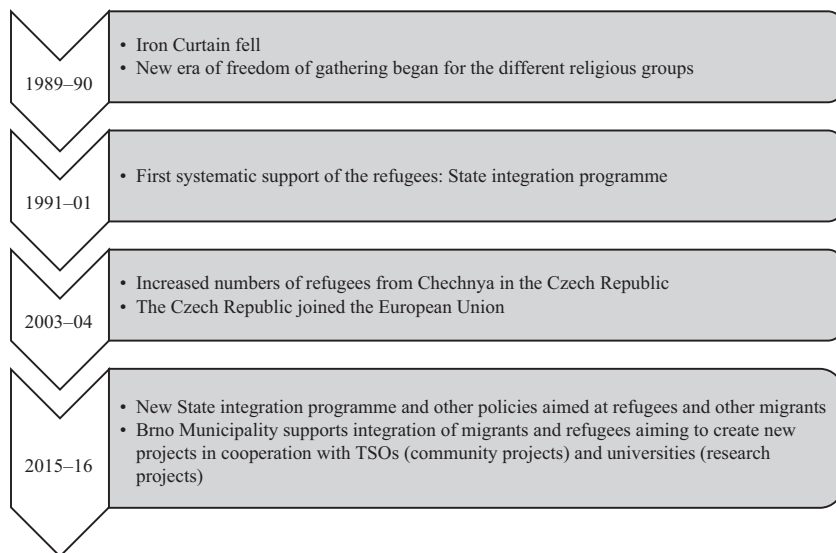 1989–90
• Iron Curtain fell
• New era of freedom of gathering began for the different religious groups
1991–01
• First systematic support of the refugees: State integration programme
2003–04
• Increased numbers of refugees from Chechnya in the Czech Republic
• The Czech Republic joined the European Union
2015–16
• New State integration programme and other policies aimed at refugees and other migrants
• Brno Municipality supports integration of migrants and refugees aiming to create new
projects in cooperation with TSOs (community projects) and universities (research
projects)